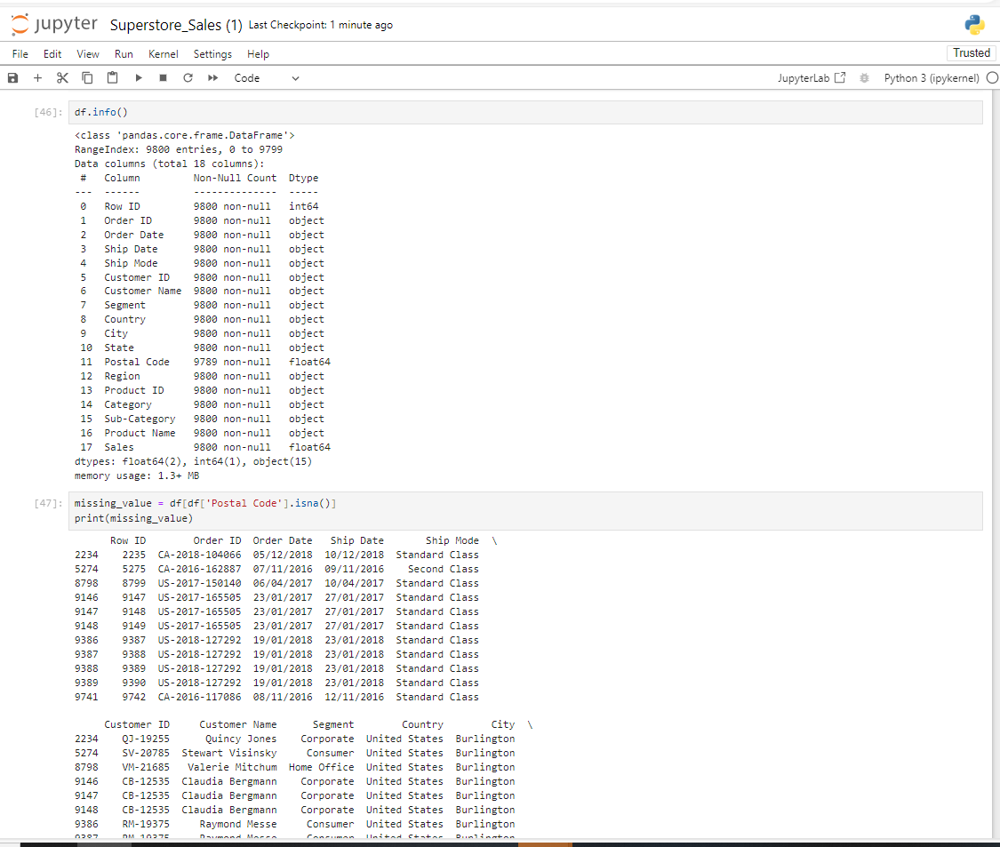 jupyter Superstore_Sales (1) Last Checkpoint: 1 minute ago
File Edit View Run Kernel Settings Help Trusted
Code JupyterLab Python 3 (ipykernel)
[46]: df.info()
<class 'pandas.core.frame.DataFrame'>
RangeIndex: 9800 entries, 0 to 9799
Data columns (total 18 columns):
 #   Column         Non-Null Count  Dtype
---  ------         --------------  -----
 0   Row ID         9800 non-null   int64
 1   Order ID       9800 non-null   object
 2   Order Date     9800 non-null   object
 3   Ship Date      9800 non-null   object
 4   Ship Mode      9800 non-null   object
 5   Customer ID    9800 non-null   object
 6   Customer Name  9800 non-null   object
 7   Segment        9800 non-null   object
 8   Country        9800 non-null   object
 9   City           9800 non-null   object
 10  State          9800 non-null   object
 11  Postal Code    9789 non-null   float64
 12  Region         9800 non-null   object
 13  Product ID     9800 non-null   object
 14  Category       9800 non-null   object
 15  Sub-Category   9800 non-null   object
 16  Product Name   9800 non-null   object
 17  Sales          9800 non-null   float64
dtypes: float64(2), int64(1), object(15)
memory usage: 1.3+ MB
[47]: missing_value = df[df['Postal Code'].isna()]
print(missing_value)
      Row ID        Order ID  Order Date   Ship Date       Ship Mode  \
2234    2235  CA-2018-104066  05/12/2018  10/12/2018  Standard Class
5274    5275  CA-2016-162887  07/11/2016  09/11/2016    Second Class
8798    8799  US-2017-150140  06/04/2017  10/04/2017  Standard Class
9146    9147  US-2017-165505  23/01/2017  27/01/2017  Standard Class
9147    9148  US-2017-165505  23/01/2017  27/01/2017  Standard Class
9148    9149  US-2017-165505  23/01/2017  27/01/2017  Standard Class
9386    9387  US-2018-127292  19/01/2018  23/01/2018  Standard Class
9387    9388  US-2018-127292  19/01/2018  23/01/2018  Standard Class
9388    9389  US-2018-127292  19/01/2018  23/01/2018  Standard Class
9389    9390  US-2018-127292  19/01/2018  23/01/2018  Standard Class
9741    9742  CA-2016-117086  08/11/2016  12/11/2016  Standard Class
     Customer ID     Customer Name      Segment        Country        City  \
2234    QJ-19255      Quincy Jones    Corporate  United States  Burlington
5274    SV-20785  Stewart Visinsky     Consumer  United States  Burlington
8798    VM-21685   Valerie Mitchum  Home Office  United States  Burlington
9146    CB-12535  Claudia Bergmann    Corporate  United States  Burlington
9147    CB-12535  Claudia Bergmann    Corporate  United States  Burlington
9148    CB-12535  Claudia Bergmann    Corporate  United States  Burlington
9386    RM-19375     Raymond Messe     Consumer  United States  Burlington
9387    RM-19375     Raymond Messe     Consumer  United States  Burlington